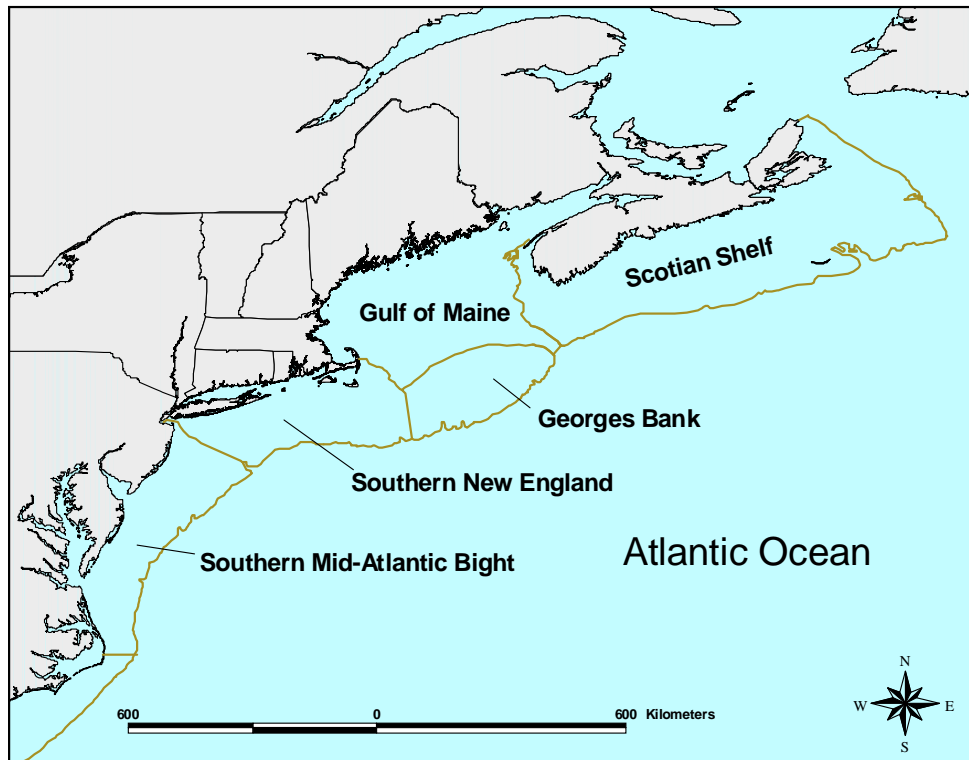 Scotian Shelf
Gulf of Maine
Georges Bank
Southern New England
Southern Mid-Atlantic Bight
Atlantic Ocean
600 0 600 Kilometers
N
W E
S